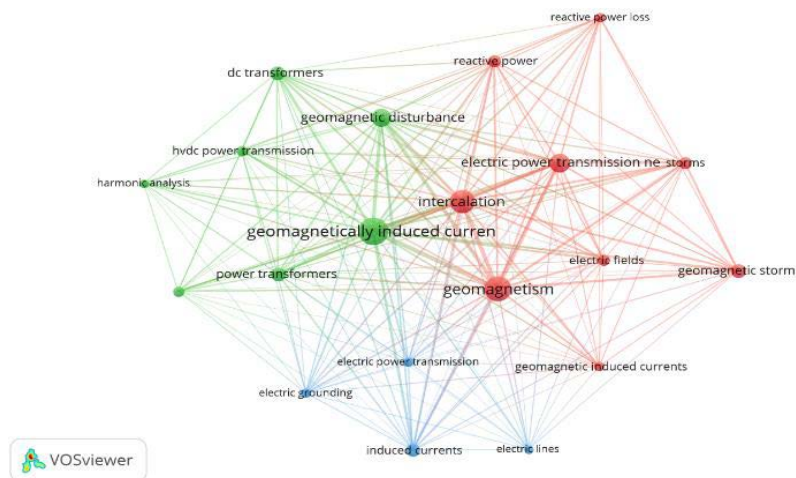 reactive power loss
reactive power
dc transformers
geomagnetic disturbance
hvdc power transmission
electric power transmission ne
storms
harmonic analysis
intercalation
geomagnetically induced curren
electric fields
geomagnetic storm
power transformers
geomagnetism
electric power transmission
geomagnetic induced currents
electric grounding
induced currents
electric lines
VOSviewer